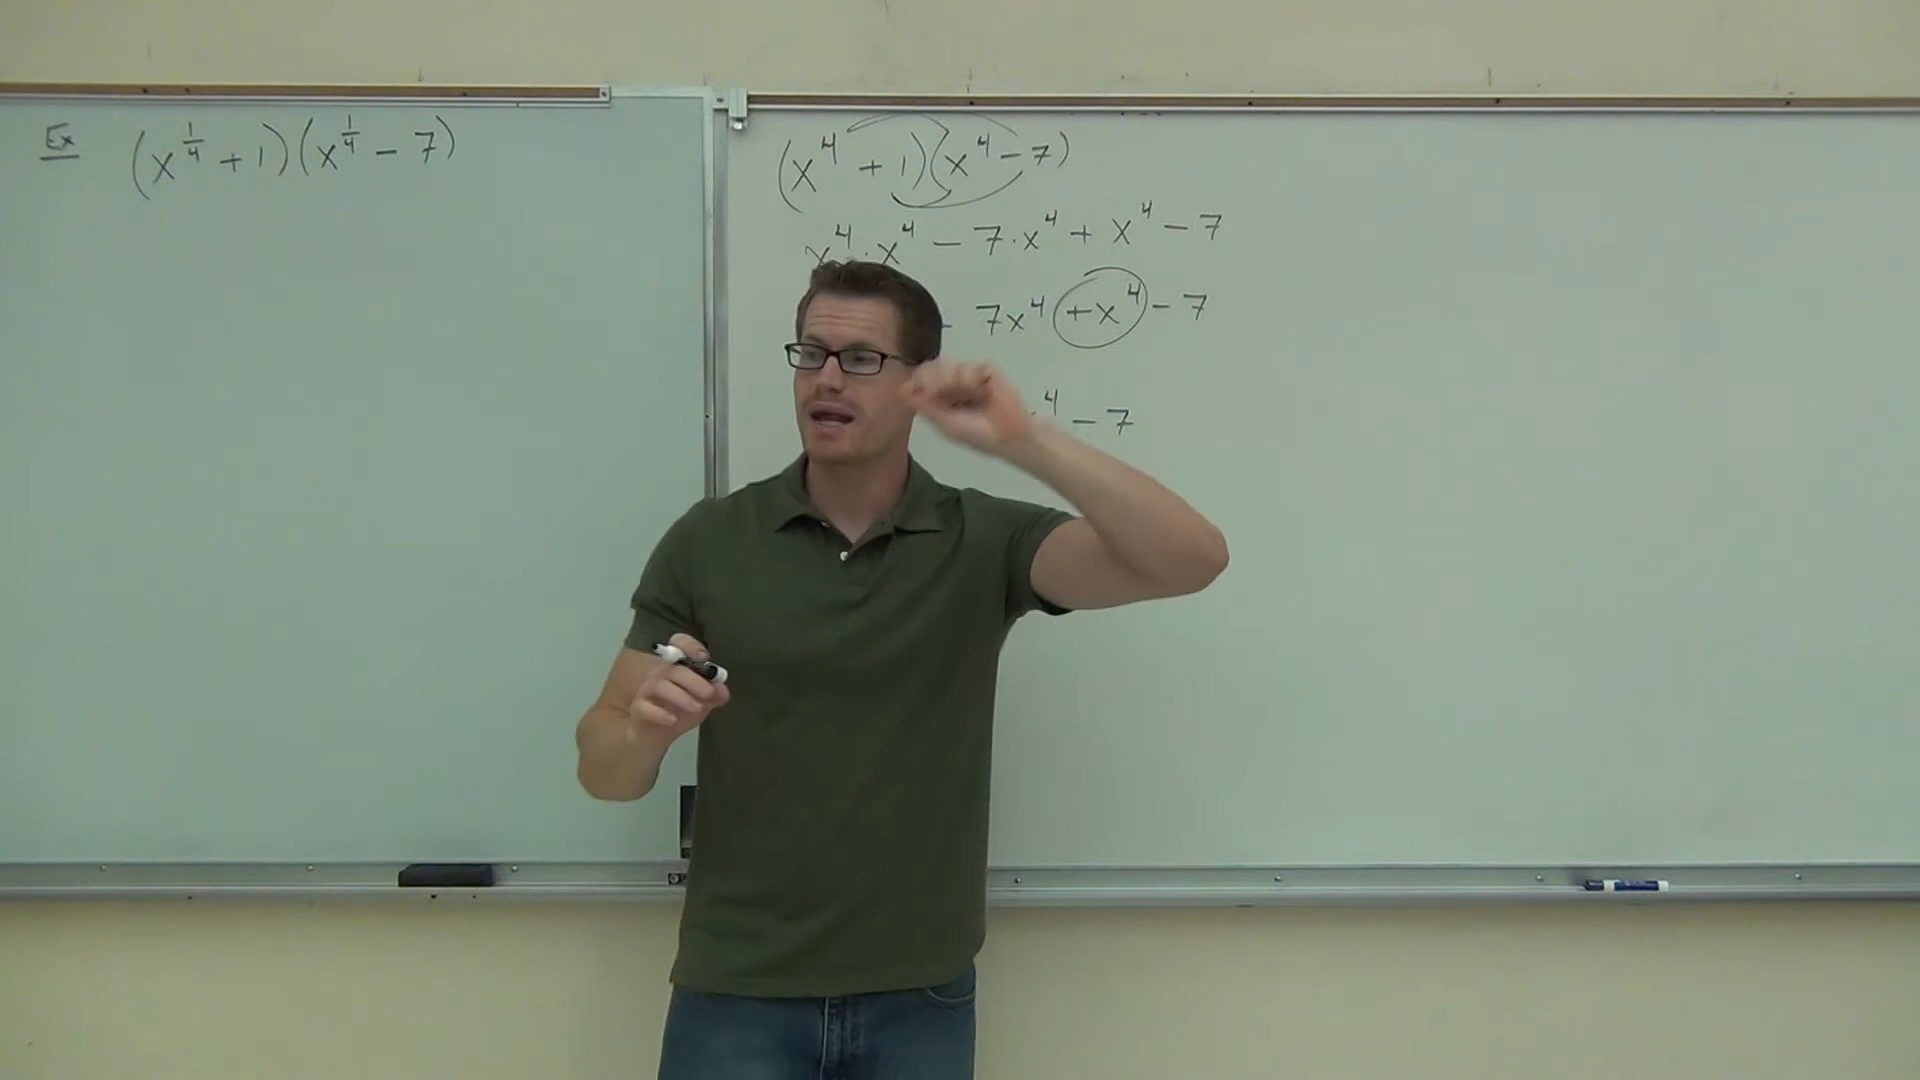 Ex (x^{1/4} + 1)(x^{1/4} - 7)
(x^4 + 1)(x^4 - 7)
x^4 · x^4 - 7 · x^4 + x^4 - 7
- 7x^4 + x^4 - 7
^4 - 7